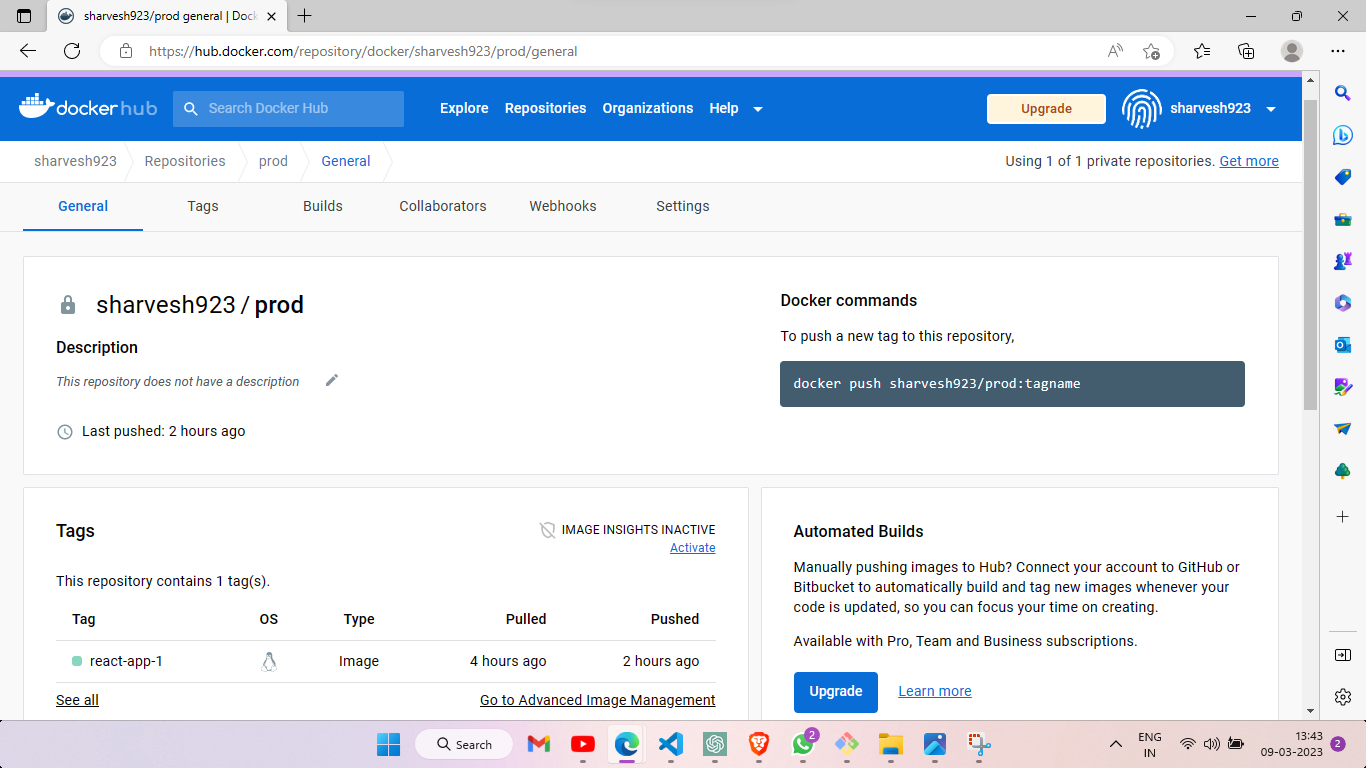 sharvesh923/prod general | Dock
https://hub.docker.com/repository/docker/sharvesh923/prod/general
dockerhub
Search Docker Hub
Explore Repositories Organizations Help
Upgrade
sharvesh923
sharvesh923 Repositories prod General
Using 1 of 1 private repositories. Get more
General Tags Builds Collaborators Webhooks Settings
sharvesh923 / prod
Description
This repository does not have a description
Last pushed: 2 hours ago
Docker commands
To push a new tag to this repository,
docker push sharvesh923/prod:tagname
Tags
IMAGE INSIGHTS INACTIVE
Activate
This repository contains 1 tag(s).
Tag OS Type Pulled Pushed
react-app-1 Image 4 hours ago 2 hours ago
See all Go to Advanced Image Management
Automated Builds
Manually pushing images to Hub? Connect your account to GitHub or
Bitbucket to automatically build and tag new images whenever your
code is updated, so you can focus your time on creating.
Available with Pro, Team and Business subscriptions.
Upgrade Learn more
Search
2
ENG
IN
13:43
09-03-2023
2